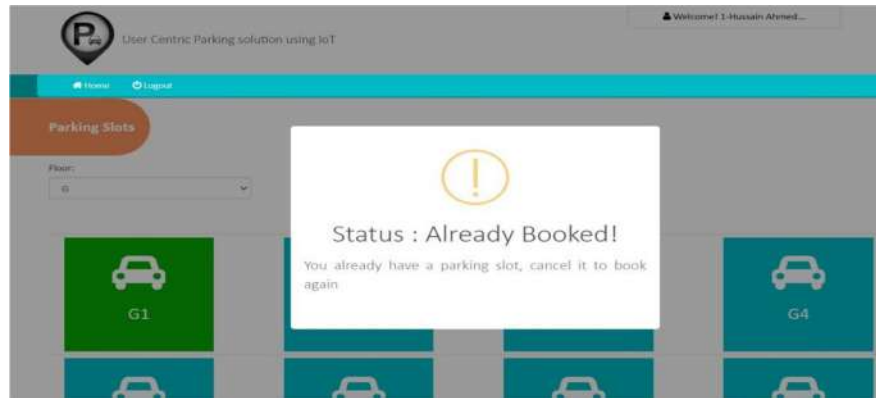 Welcome! 1-Hussain Ahmed...
P
User Centric Parking solution using IoT
Home Logout
Parking Slots
Floor:
G
Status : Already Booked!
You already have a parking slot, cancel it to book
again
G1
G4